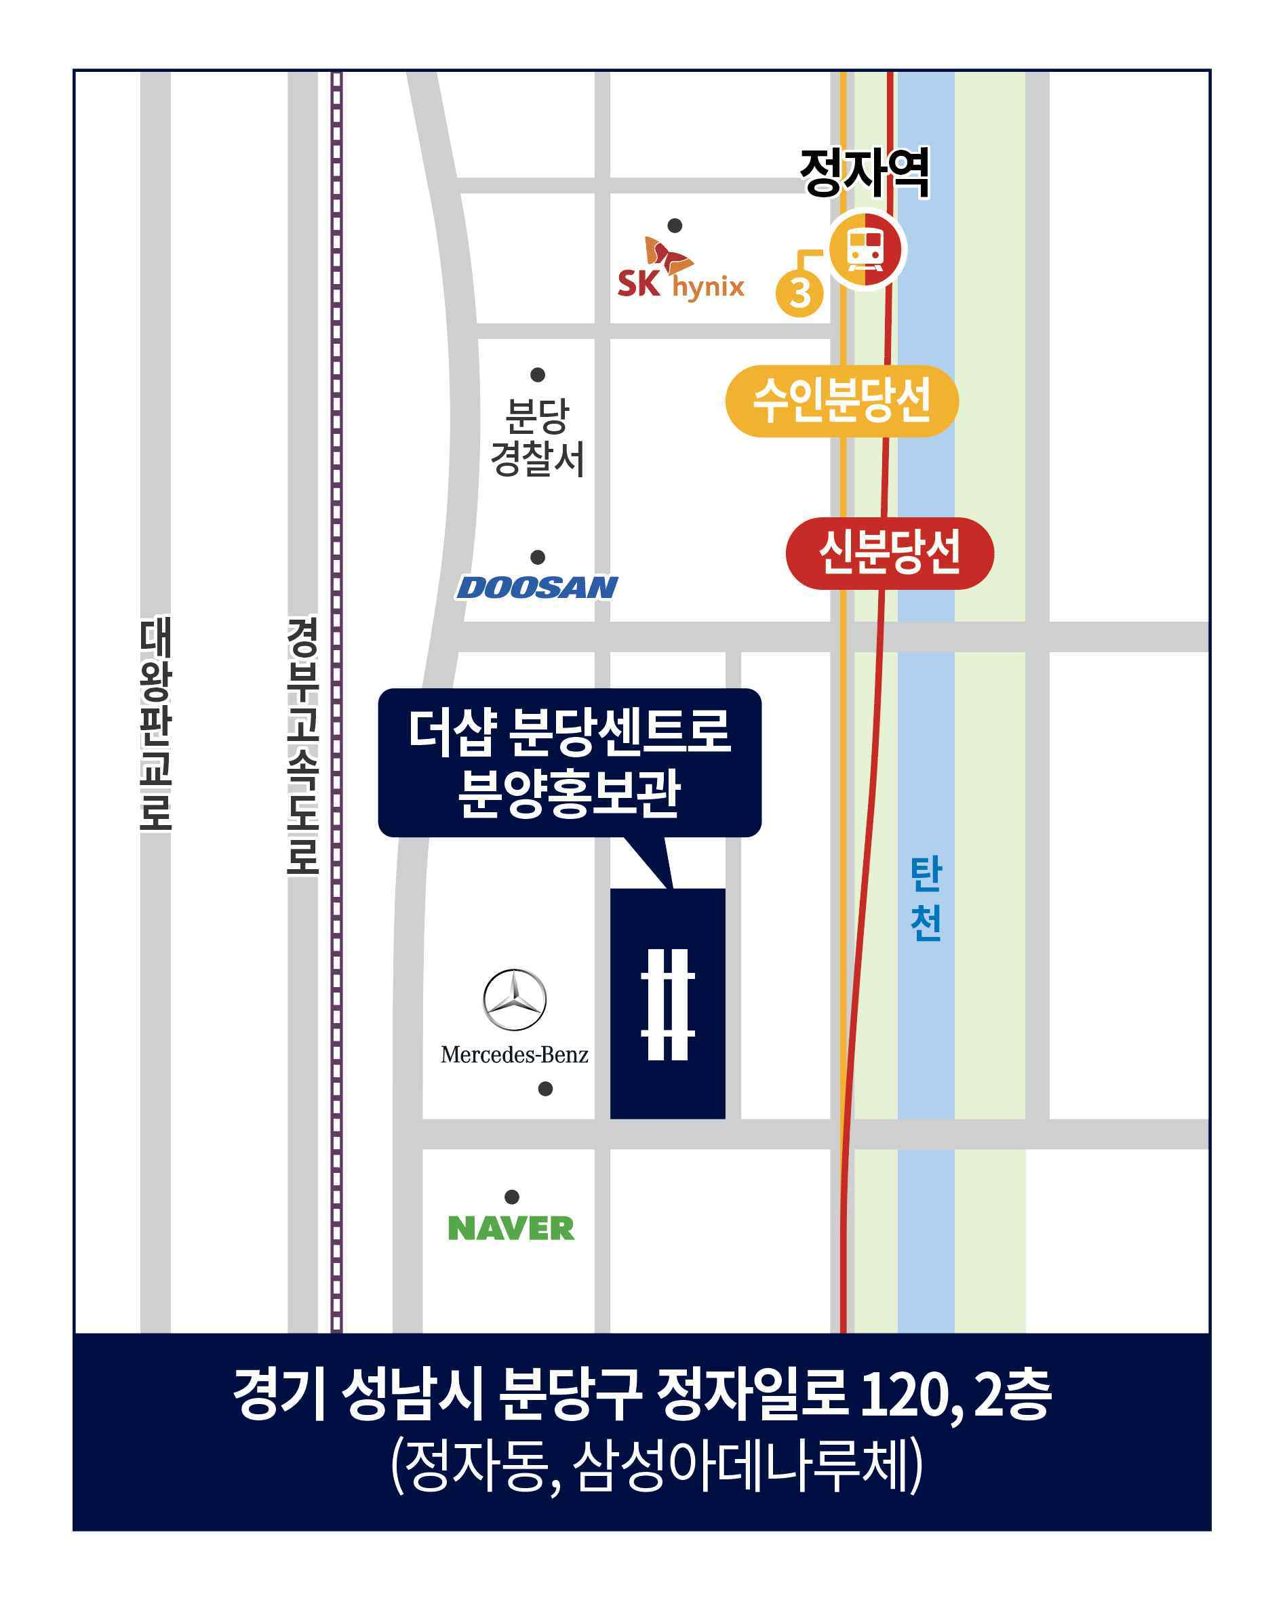 정자역
SK hynix
3
수인분당선
분당
경찰서
신분당선
DOOSAN
대왕판교로
경부고속도로
더샵 분당센트로
분양홍보관
탄천
Mercedes-Benz
NAVER
경기 성남시 분당구 정자일로 120, 2층
(정자동, 삼성아데나루체)